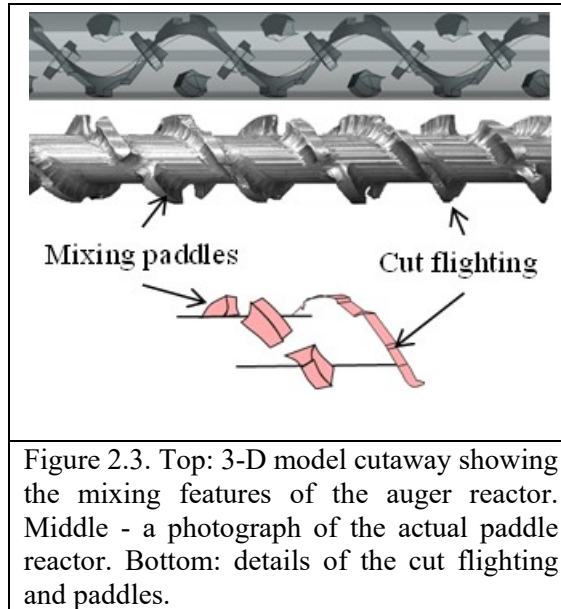 Mixing paddles
Cut flighting
Figure 2.3. Top: 3-D model cutaway showing
the mixing features of the auger reactor.
Middle - a photograph of the actual paddle
reactor. Bottom: details of the cut flighting
and paddles.